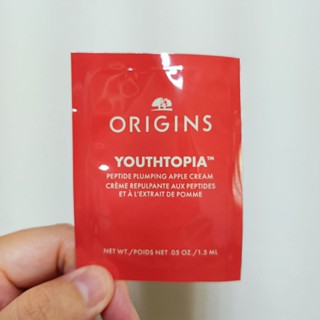 ORIGINS
YOUTHTOPIA™
PEPTIDE PLUMPING APPLE CREAM
CRÈME REPULPANTE AUX PEPTIDES
ET À L'EXTRAIT DE POMME
NET WT./POIDS NET .05 OZ./1.5 ML